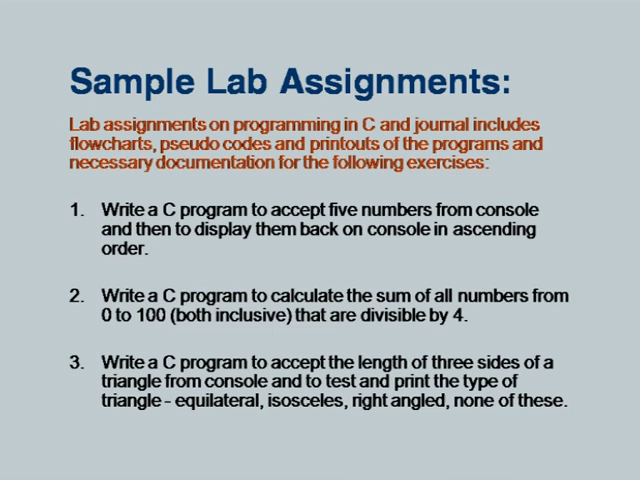 Sample Lab Assignments:
Lab assignments on programming in C and journal includes
flowcharts, pseudo codes and printouts of the programs and
necessary documentation for the following exercises:
1. Write a C program to accept five numbers from console
and then to display them back on console in ascending
order.
2. Write a C program to calculate the sum of all numbers from
0 to 100 (both inclusive) that are divisible by 4.
3. Write a C program to accept the length of three sides of a
triangle from console and to test and print the type of
triangle - equilateral, isosceles, right angled, none of these.